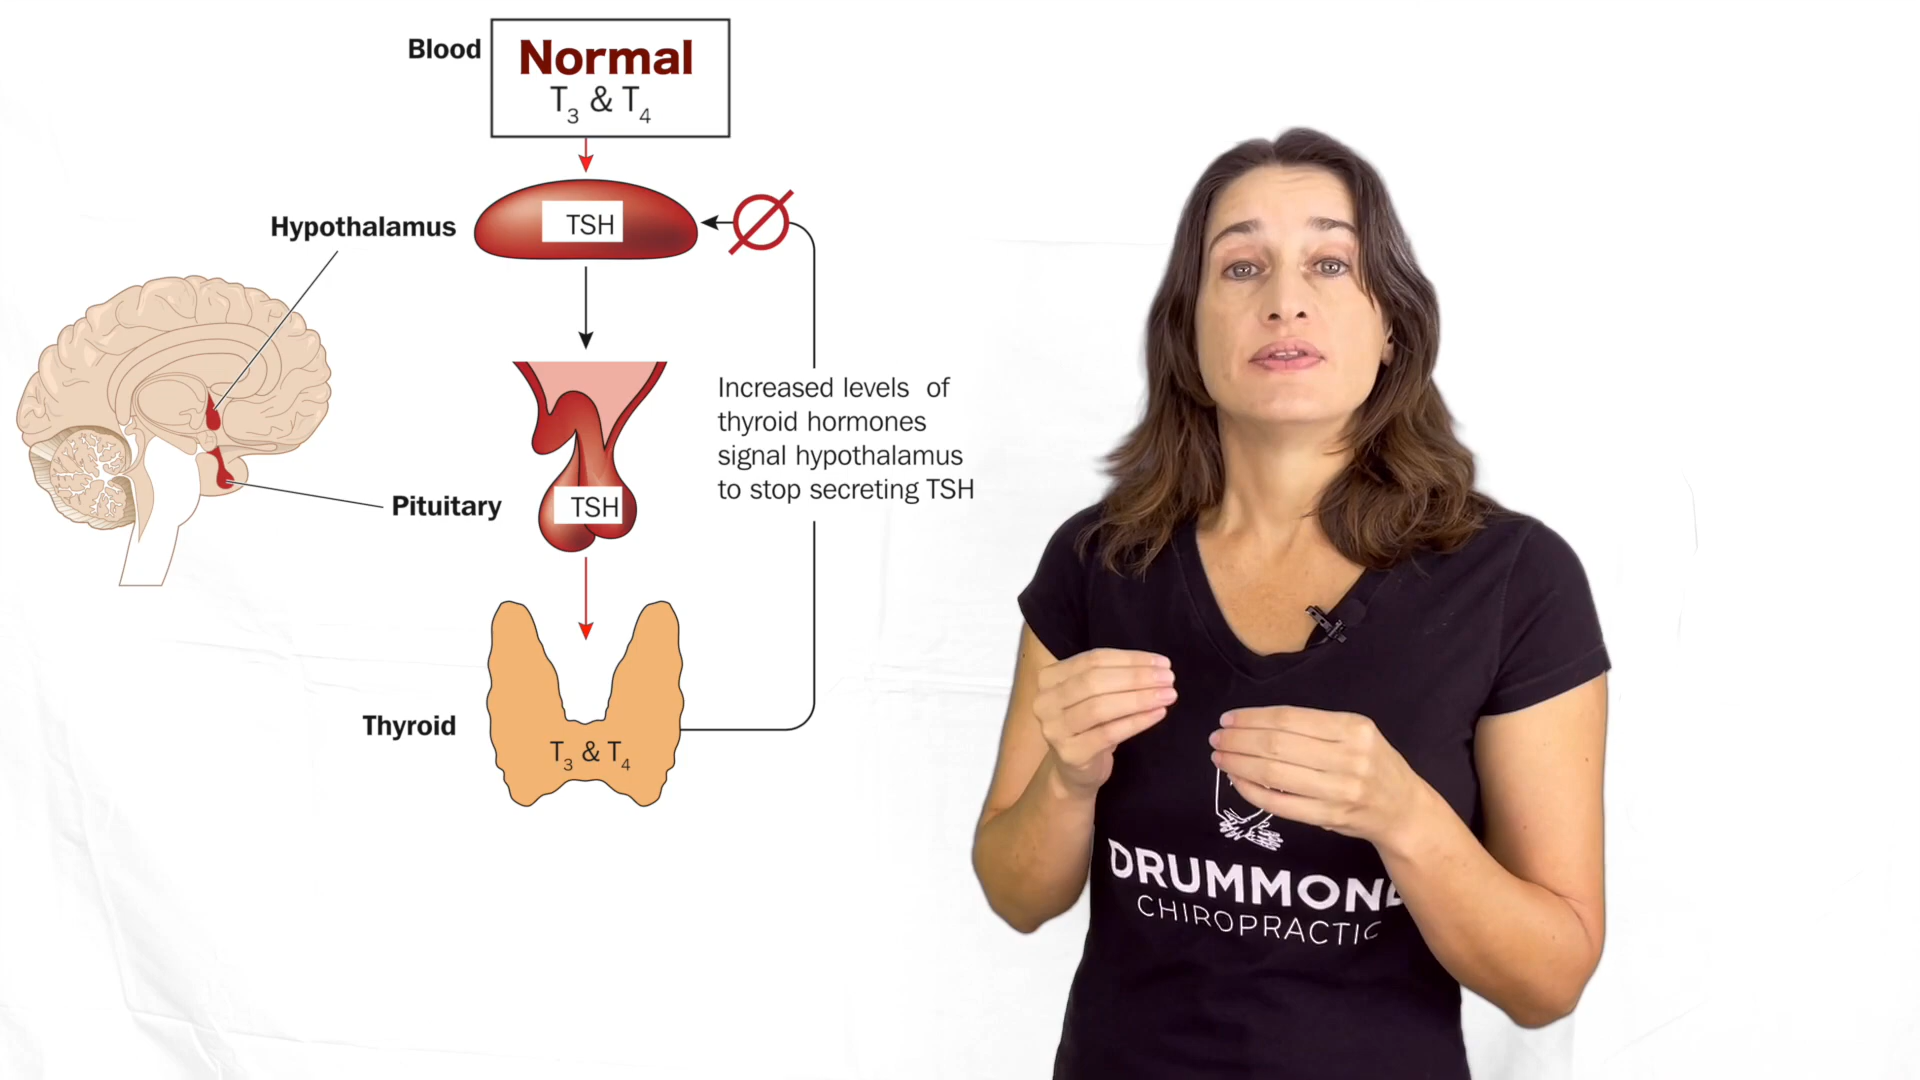 Blood
Normal
T₃ & T₄
Hypothalamus
TSH
Increased levels of
thyroid hormones
signal hypothalamus
to stop secreting TSH
Pituitary
TSH
Thyroid
T₃ & T₄
DRUMMOND
CHIROPRACTIC